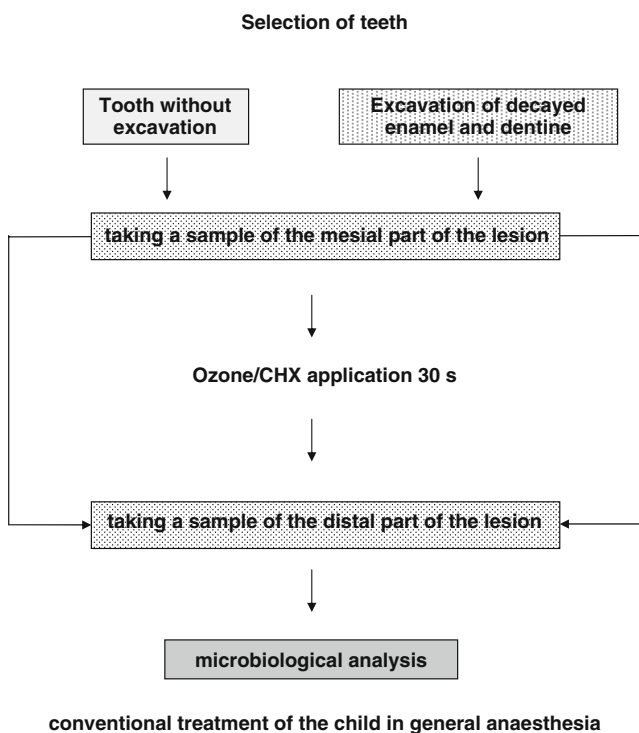 Selection of teeth
Tooth without
excavation
Excavation of decayed
enamel and dentine
taking a sample of the mesial part of the lesion
Ozone/CHX application 30 s
taking a sample of the distal part of the lesion
microbiological analysis
conventional treatment of the child in general anaesthesia